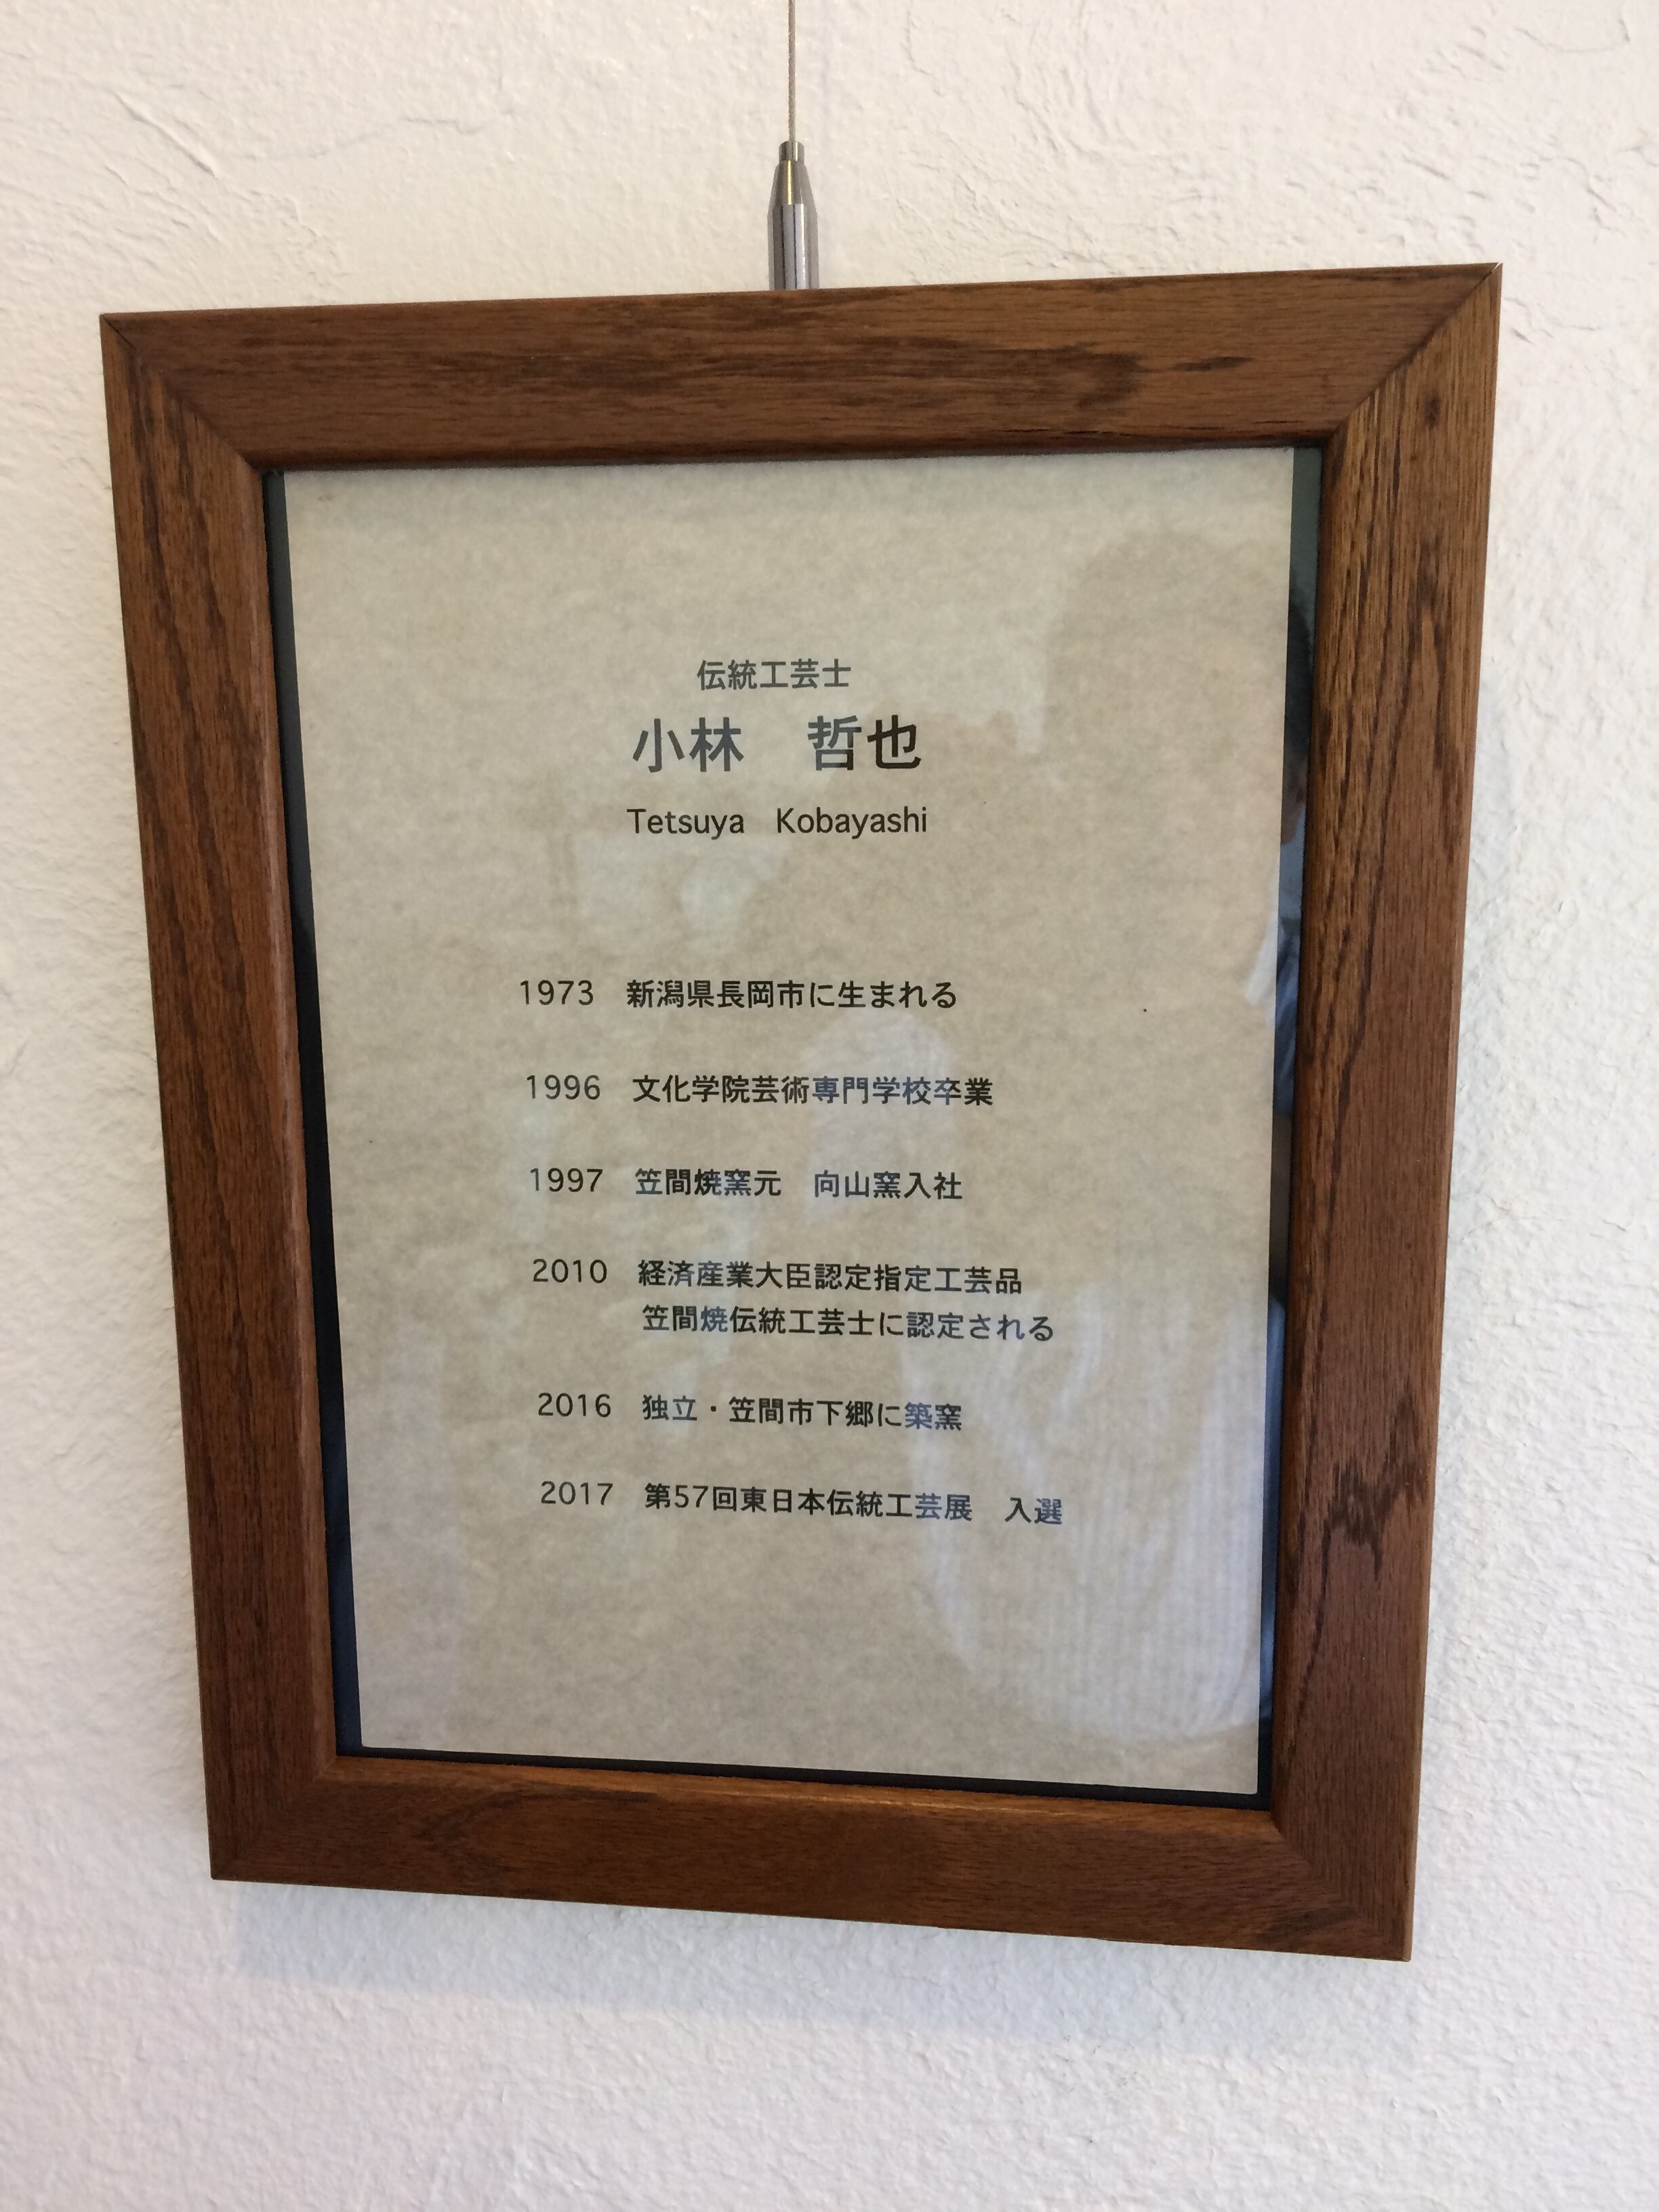 伝統工芸士
小林　哲也
Tetsuya Kobayashi
1973　新潟県長岡市に生まれる
1996　文化学院芸術専門学校卒業
1997　笠間焼窯元　向山窯入社
2010　経済産業大臣認定指定工芸品
笠間焼伝統工芸士に認定される
2016　独立・笠間市下郷に築窯
2017　第57回東日本伝統工芸展　入選